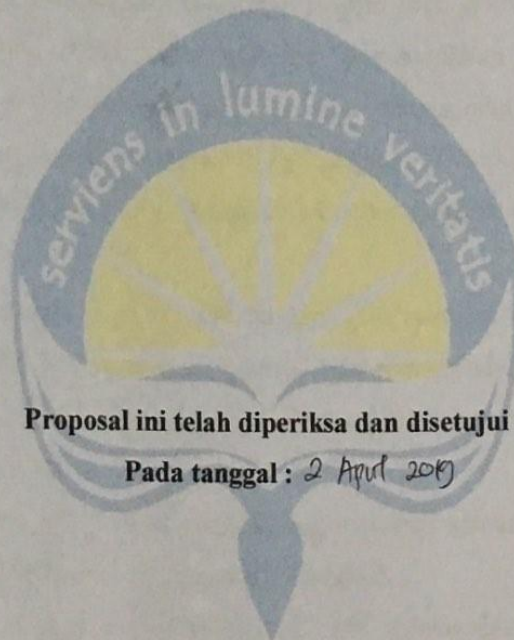 serviens in lumine veritatis
Proposal ini telah diperiksa dan disetujui
Pada tanggal : 2 April 2019